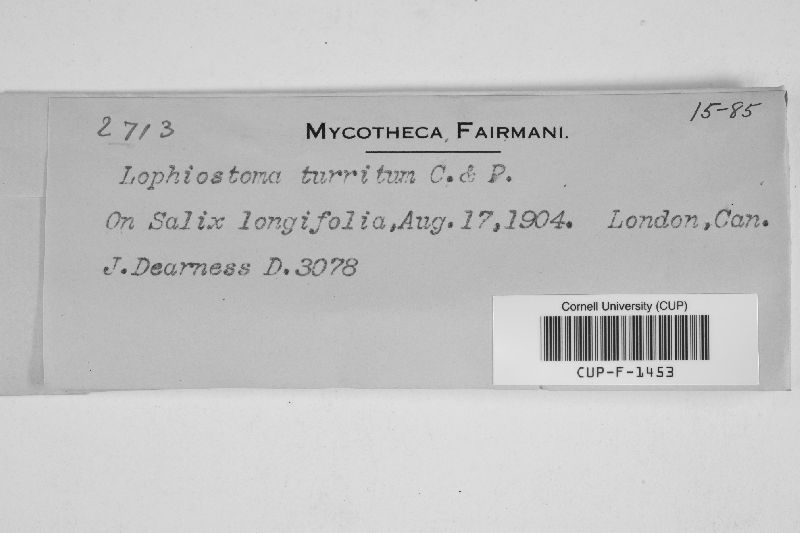 2713
15-85
MYCOTHECA FAIRMANI.
Lophiostoma turritum C. & P.
On Salix longifolia, Aug. 17, 1904. London, Can.
J. Dearness D. 3078
Cornell University (CUP)
CUP-F-1453